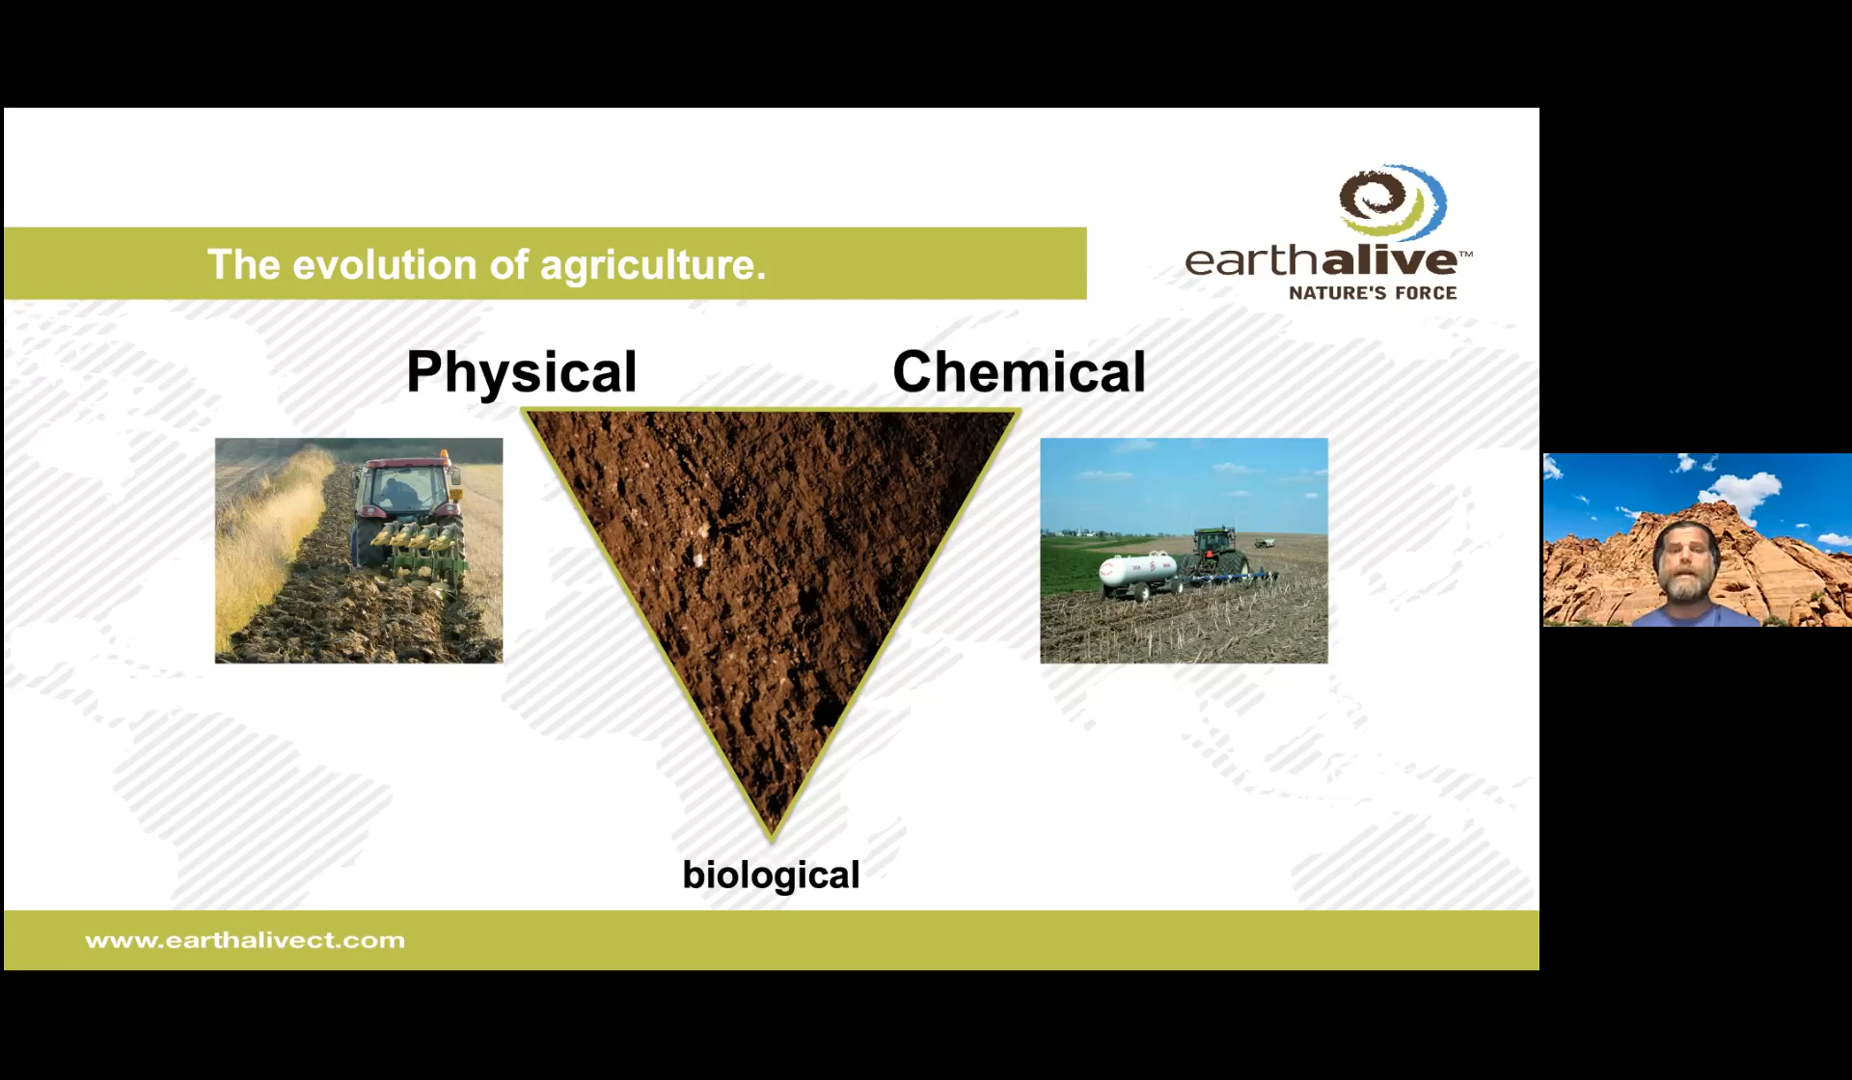 earthalive™
NATURE'S FORCE
The evolution of agriculture.
Physical Chemical
biological
www.earthalivect.com